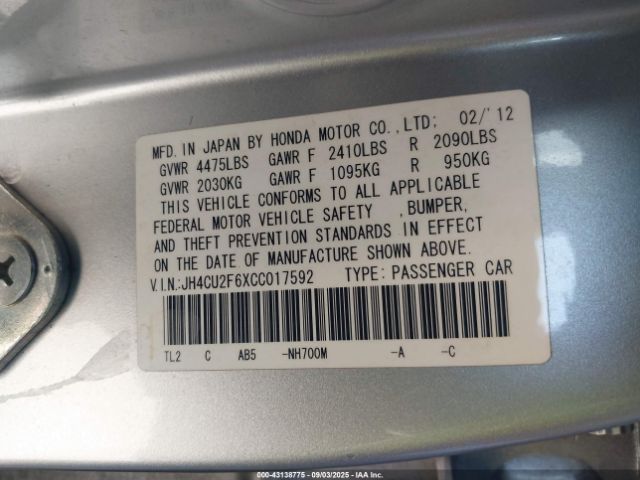 MFD. IN JAPAN BY HONDA MOTOR CO., LTD; 02/'12
GVWR 4475LBS GAWR F 2410LBS R 2090LBS
GVWR 2030KG GAWR F 1095KG R 950KG
THIS VEHICLE CONFORMS TO ALL APPLICABLE
FEDERAL MOTOR VEHICLE SAFETY , BUMPER,
AND THEFT PREVENTION STANDARDS IN EFFECT
ON THE DATE OF MANUFACTURE SHOWN ABOVE.
V.I.N.:JH4CU2F6XCC017592 TYPE: PASSENGER CAR
TL2 C AB5 -NH700M -A -C
000-43138775 - 09/03/2025 - IAA Inc.